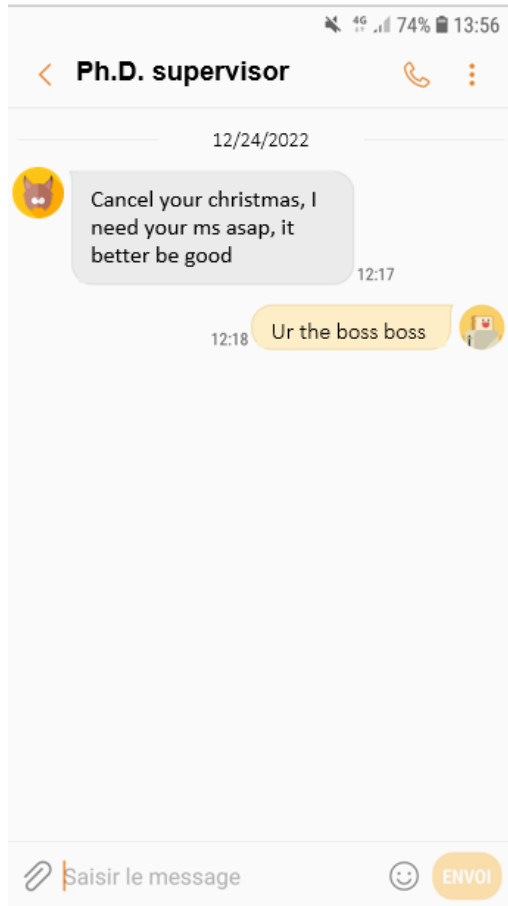 4G 74% 13:56
Ph.D. supervisor
12/24/2022
Cancel your christmas, I
need your ms asap, it
better be good
12:17
Ur the boss boss
12:18
Saisir le message
ENVOI